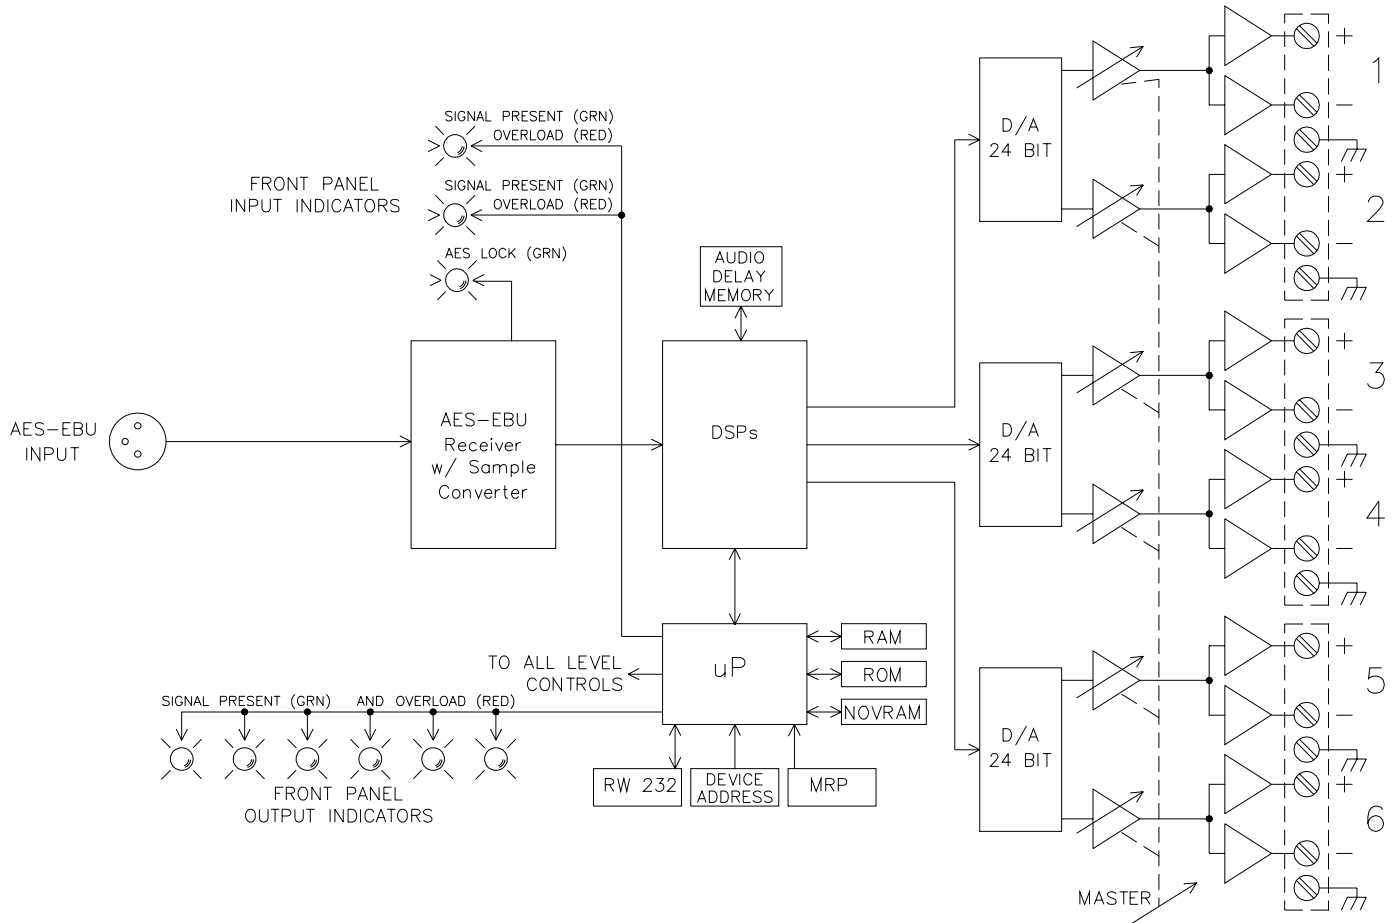 SIGNAL PRESENT (GRN)
OVERLOAD (RED)
FRONT PANEL
INPUT INDICATORS
SIGNAL PRESENT (GRN)
OVERLOAD (RED)
AES LOCK (GRN)
AES-EBU
INPUT
AES-EBU
Receiver
w/ Sample
Converter
AUDIO
DELAY
MEMORY
DSPs
uP
TO ALL LEVEL
CONTROLS
RAM
ROM
NOVRAM
RW 232
DEVICE
ADDRESS
MRP
SIGNAL PRESENT (GRN) AND OVERLOAD (RED)
FRONT PANEL
OUTPUT INDICATORS
D/A
24 BIT
D/A
24 BIT
D/A
24 BIT
MASTER
+
1
-
+
2
-
+
3
-
+
4
-
+
5
-
+
6
-